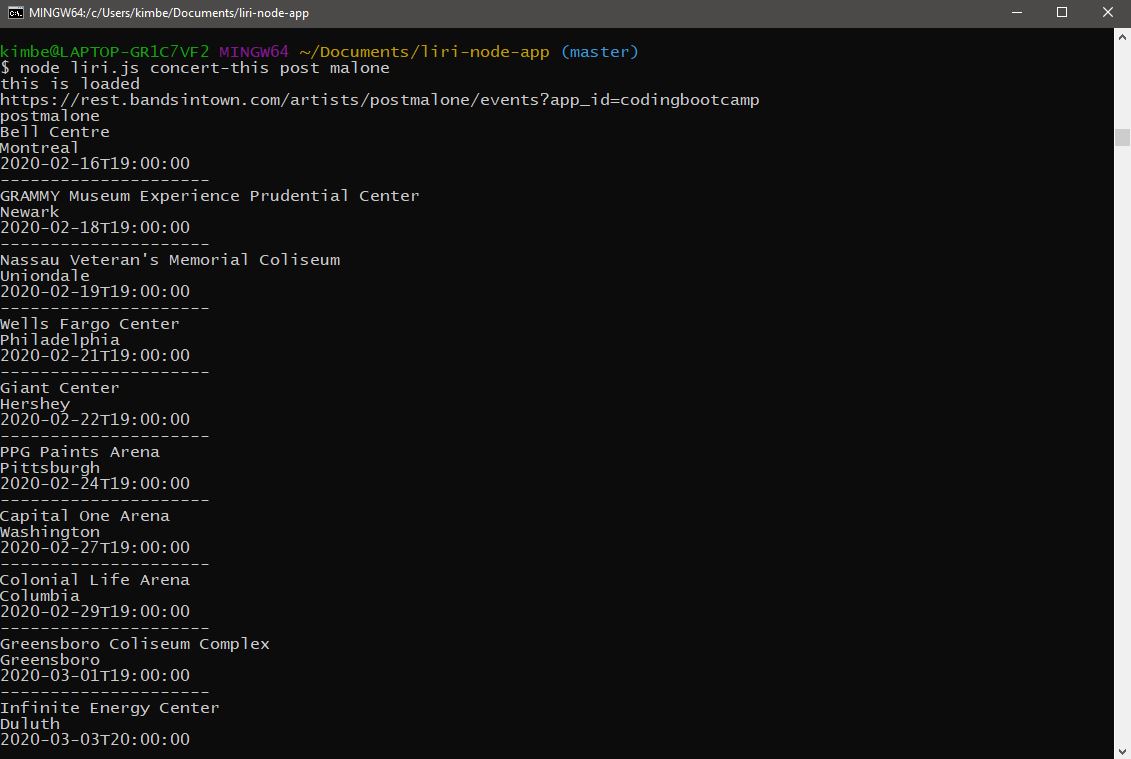 MINGW64:/c/Users/kimbe/Documents/liri-node-app
kimbe@LAPTOP-GR1C7VF2 MINGW64 ~/Documents/liri-node-app (master)
$ node liri.js concert-this post malone
this is loaded
https://rest.bandsintown.com/artists/postmalone/events?app_id=codingbootcamp
postmalone
Bell Centre
Montreal
2020-02-16T19:00:00
---------------------
GRAMMY Museum Experience Prudential Center
Newark
2020-02-18T19:00:00
---------------------
Nassau Veteran's Memorial Coliseum
Uniondale
2020-02-19T19:00:00
---------------------
Wells Fargo Center
Philadelphia
2020-02-21T19:00:00
---------------------
Giant Center
Hershey
2020-02-22T19:00:00
---------------------
PPG Paints Arena
Pittsburgh
2020-02-24T19:00:00
---------------------
Capital One Arena
Washington
2020-02-27T19:00:00
---------------------
Colonial Life Arena
Columbia
2020-02-29T19:00:00
---------------------
Greensboro Coliseum Complex
Greensboro
2020-03-01T19:00:00
---------------------
Infinite Energy Center
Duluth
2020-03-03T20:00:00